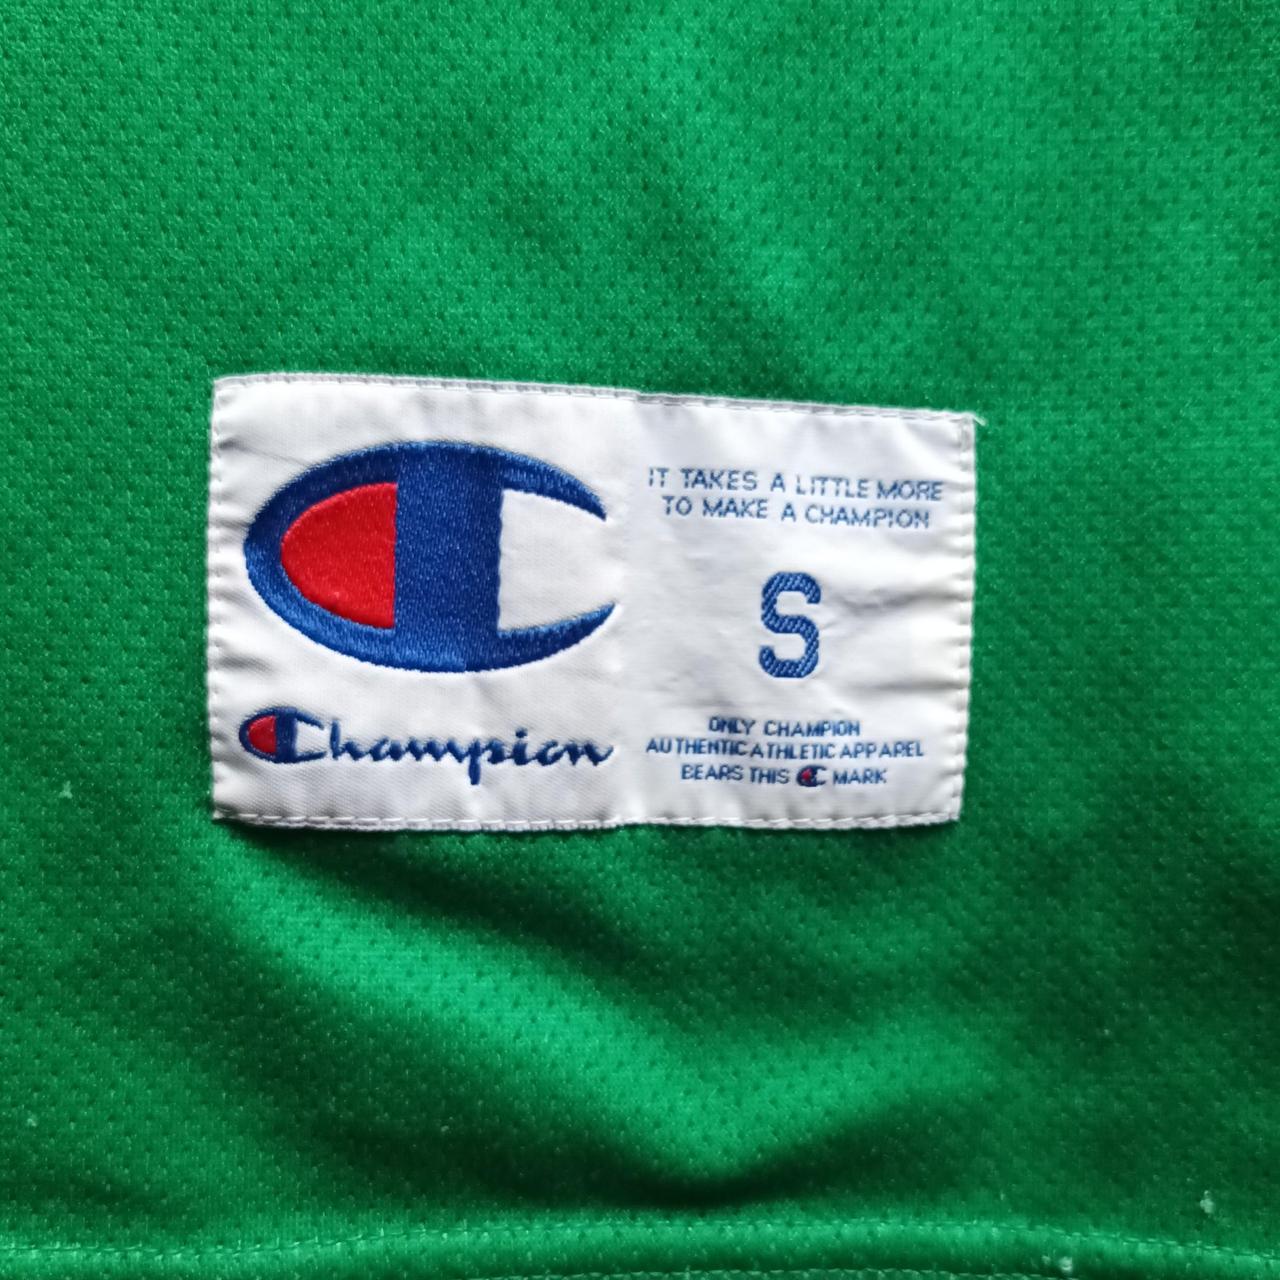 Champion
IT TAKES A LITTLE MORE
TO MAKE A CHAMPION
S
ONLY CHAMPION
AUTHENTIC ATHLETIC APPAREL
BEARS THIS C MARK